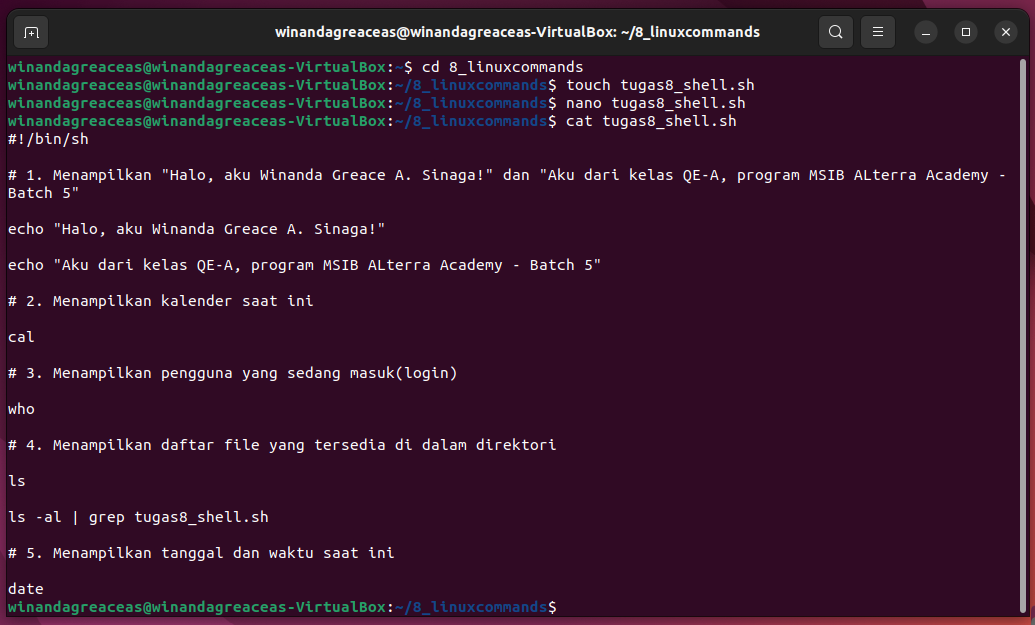 winandagreaceas@winandagreaceas-VirtualBox: ~/8_linuxcommands
winandagreaceas@winandagreaceas-VirtualBox:~$ cd 8_linuxcommands
winandagreaceas@winandagreaceas-VirtualBox:~/8_linuxcommands$ touch tugas8_shell.sh
winandagreaceas@winandagreaceas-VirtualBox:~/8_linuxcommands$ nano tugas8_shell.sh
winandagreaceas@winandagreaceas-VirtualBox:~/8_linuxcommands$ cat tugas8_shell.sh
#!/bin/sh
# 1. Menampilkan "Halo, aku Winanda Greace A. Sinaga!" dan "Aku dari kelas QE-A, program MSIB ALterra Academy -
Batch 5"
echo "Halo, aku Winanda Greace A. Sinaga!"
echo "Aku dari kelas QE-A, program MSIB ALterra Academy - Batch 5"
# 2. Menampilkan kalender saat ini
cal
# 3. Menampilkan pengguna yang sedang masuk(login)
who
# 4. Menampilkan daftar file yang tersedia di dalam direktori
ls
ls -al | grep tugas8_shell.sh
# 5. Menampilkan tanggal dan waktu saat ini
date
winandagreaceas@winandagreaceas-VirtualBox:~/8_linuxcommands$